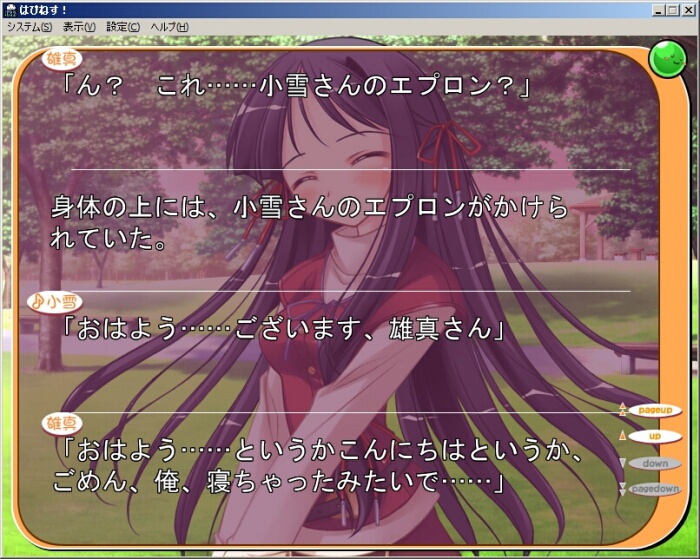 はぴねす！
システム(S) 表示(V) 設定(C) ヘルプ(H)
雄真
「ん？　これ……小雪さんのエプロン？」
身体の上には、小雪さんのエプロンがかけら
れていた。
小雪
「おはよう……ございます、雄真さん」
雄真
「おはよう……というかこんにちはというか、
ごめん、俺、寝ちゃったみたいで……」
pageup
up
down
pagedown